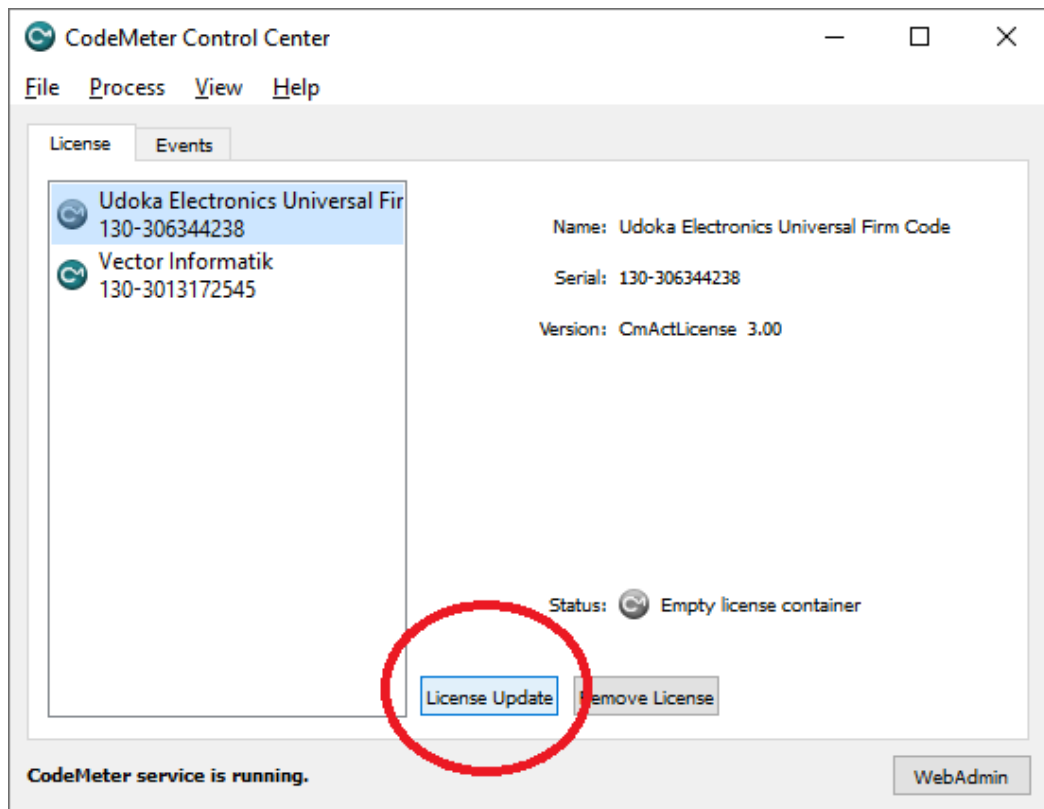 CodeMeter Control Center
File Process View Help
License Events
Udoka Electronics Universal Fir
130-306344238
Vector Informatik
130-3013172545
Name: Udoka Electronics Universal Firm Code
Serial: 130-306344238
Version: CmActLicense 3.00
Status: Empty license container
License Update Remove License
CodeMeter service is running. WebAdmin